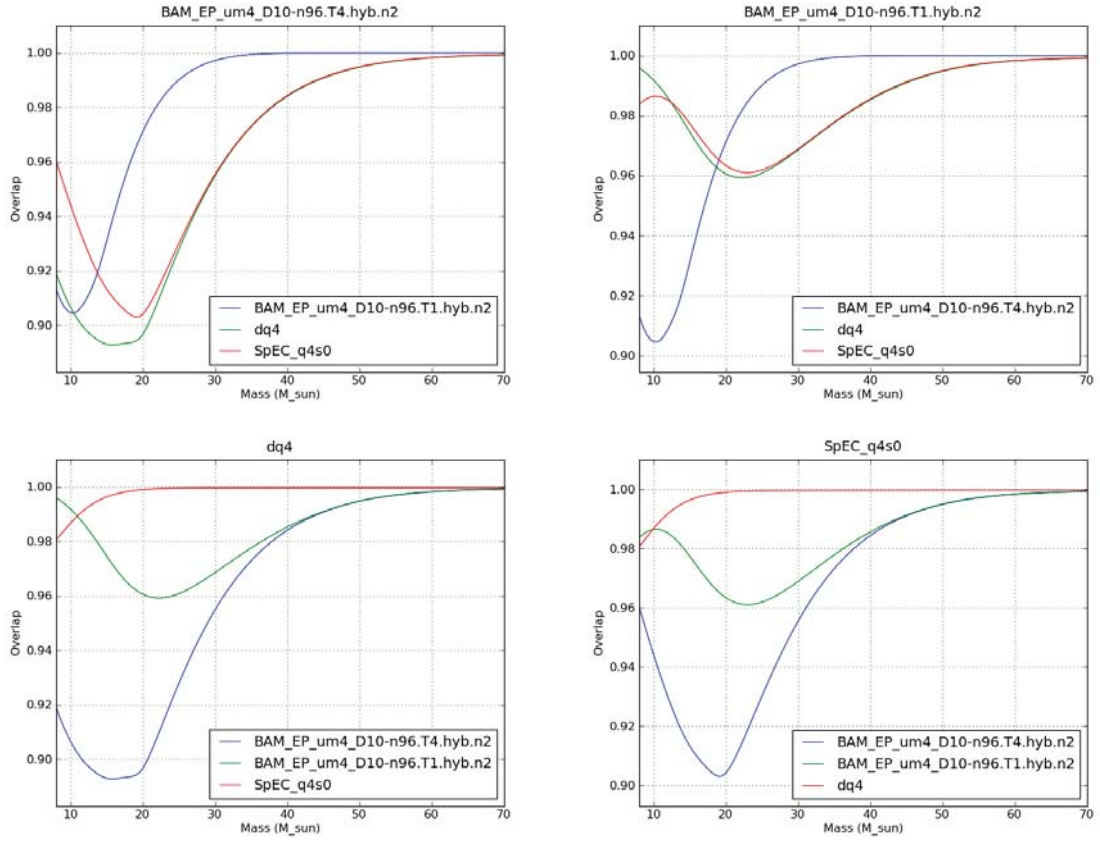 BAM_EP_um4_D10-n96.T4.hyb.n2
1.00
0.98
0.96
0.94
0.92
0.90
Overlap
BAM_EP_um4_D10-n96.T1.hyb.n2
dq4
SpEC_q4s0
10 20 30 40 50 60 70
Mass (M_sun)
BAM_EP_um4_D10-n96.T1.hyb.n2
1.00
0.98
0.96
0.94
0.92
0.90
Overlap
BAM_EP_um4_D10-n96.T4.hyb.n2
dq4
SpEC_q4s0
10 20 30 40 50 60 70
Mass (M_sun)
dq4
1.00
0.98
0.96
0.94
0.92
0.90
Overlap
BAM_EP_um4_D10-n96.T4.hyb.n2
BAM_EP_um4_D10-n96.T1.hyb.n2
SpEC_q4s0
10 20 30 40 50 60 70
Mass (M_sun)
SpEC_q4s0
1.00
0.98
0.96
0.94
0.92
0.90
Overlap
BAM_EP_um4_D10-n96.T4.hyb.n2
BAM_EP_um4_D10-n96.T1.hyb.n2
dq4
10 20 30 40 50 60 70
Mass (M_sun)